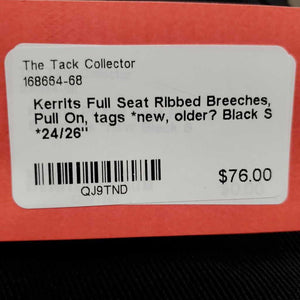 The Tack Collector
168664-68
Kerrits Full Seat Ribbed Breeches,
Pull On, tags *new, older? Black S
*24/26"
QJ9TND
$76.00